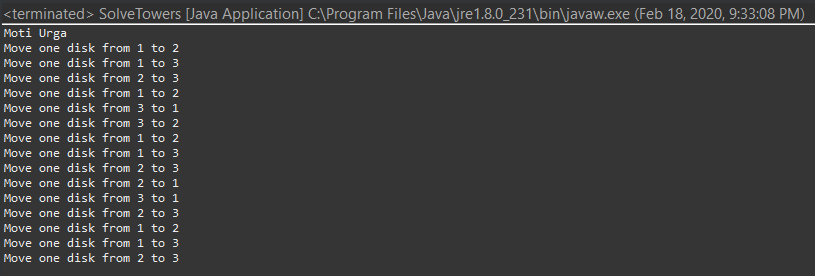 <terminated> SolveTowers [Java Application] C:\Program Files\Java\jre1.8.0_231\bin\javaw.exe (Feb 18, 2020, 9:33:08 PM)
Moti Urga
Move one disk from 1 to 2
Move one disk from 1 to 3
Move one disk from 2 to 3
Move one disk from 1 to 2
Move one disk from 3 to 1
Move one disk from 3 to 2
Move one disk from 1 to 2
Move one disk from 1 to 3
Move one disk from 2 to 3
Move one disk from 2 to 1
Move one disk from 3 to 1
Move one disk from 2 to 3
Move one disk from 1 to 2
Move one disk from 1 to 3
Move one disk from 2 to 3